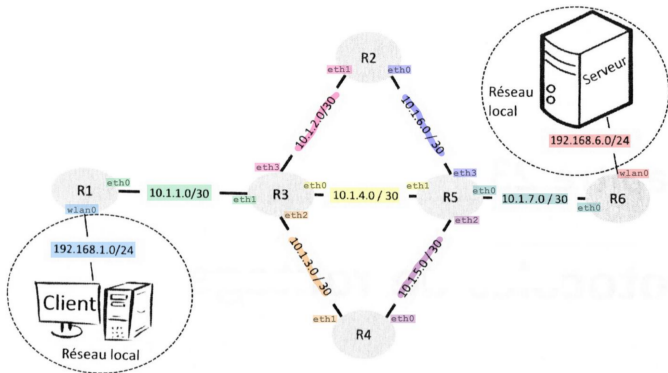 R2
eth1
eth0
Serveur
Réseau
local
10.1.2.0/30
10.1.6.0 / 30
192.168.6.0/24
eth3
eth3
wlan0
R1
eth0
10.1.1.0/30
eth1
R3
eth0
10.1.4.0 / 30
eth1
R5
eth0
10.1.7.0 / 30
eth0
R6
wlan0
eth2
eth2
192.168.1.0/24
10.1.3.0 / 30
10.1.5.0 / 30
Client
eth1
eth0
R4
Réseau local